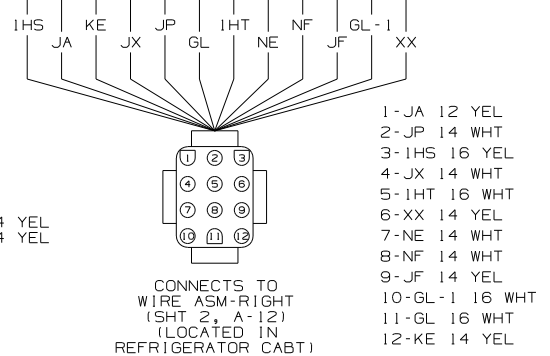 1HS KE JP 1HT NF GL-1
JA JX GL NE JF XX
1-JA 12 YEL
2-JP 14 WHT
3-1HS 16 YEL
4-JX 14 WHT
5-1HT 16 WHT
6-XX 14 YEL
7-NE 14 WHT
8-NF 14 WHT
9-JF 14 YEL
10-GL-1 16 WHT
11-GL 16 WHT
12-KE 14 YEL
1 2 3
4 5 6
7 8 9
10 11 12
4 YEL
4 YEL
CONNECTS TO
WIRE ASM-RIGHT
(SHT 2, A-12)
(LOCATED IN
REFRIGERATOR CABT)